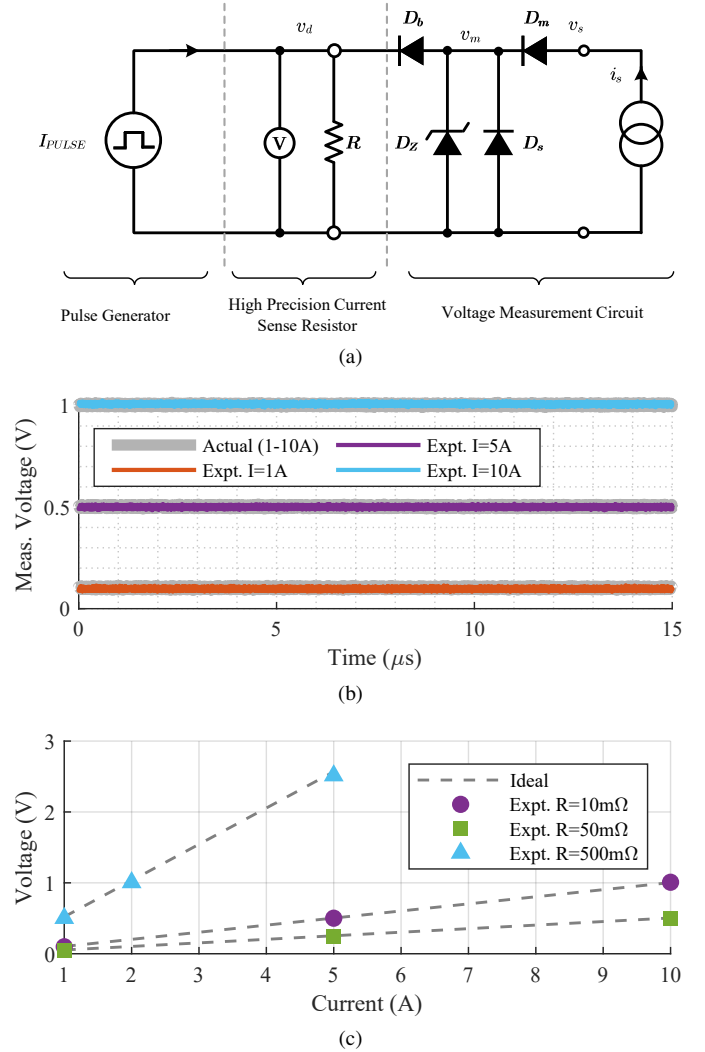 v_d D_b v_m D_m v_s
i_s
I_PULSE V R D_Z D_s
Pulse Generator
High Precision Current
Sense Resistor
Voltage Measurement Circuit
(a)
Meas. Voltage (V)
1
0.5
0
Actual (1-10A)
Expt. I=1A
Expt. I=5A
Expt. I=10A
0 5 10 15
Time (μs)
(b)
Voltage (V)
3
2
1
0
Ideal
Expt. R=10mΩ
Expt. R=50mΩ
Expt. R=500mΩ
1 2 3 4 5 6 7 8 9 10
Current (A)
(c)